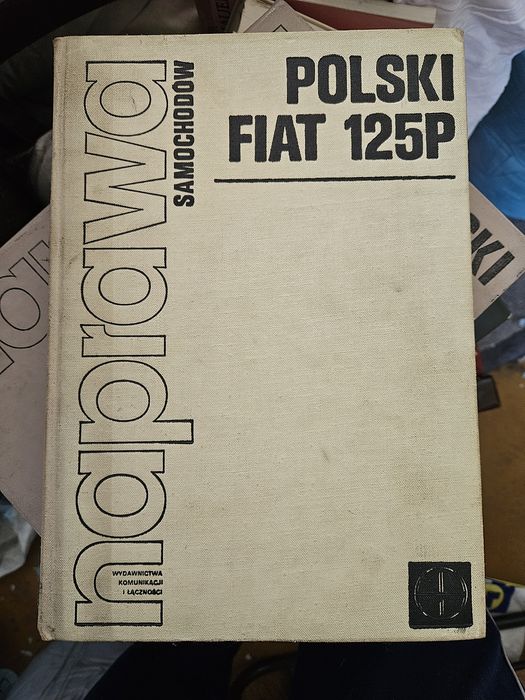 POLSKI
FIAT 125P
naprawa
SAMOCHODÓW
WYDAWNICTWA
KOMUNIKACJI
I ŁĄCZNOŚCI